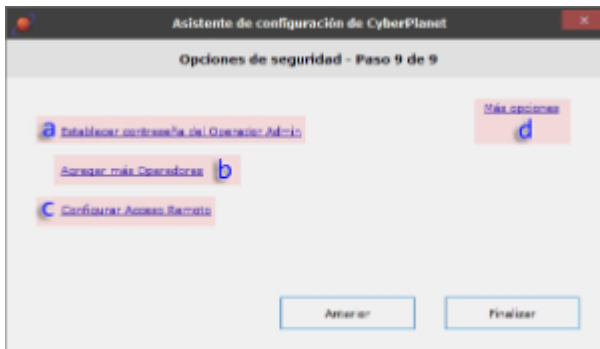 Asistente de configuración de CyberPlanet
Opciones de seguridad - Paso 9 de 9
Más opciones
d
a Establecer contraseña del Operador Admin
Agregar más Operadores b
c Configurar Acceso Remoto
Anterior Finalizar